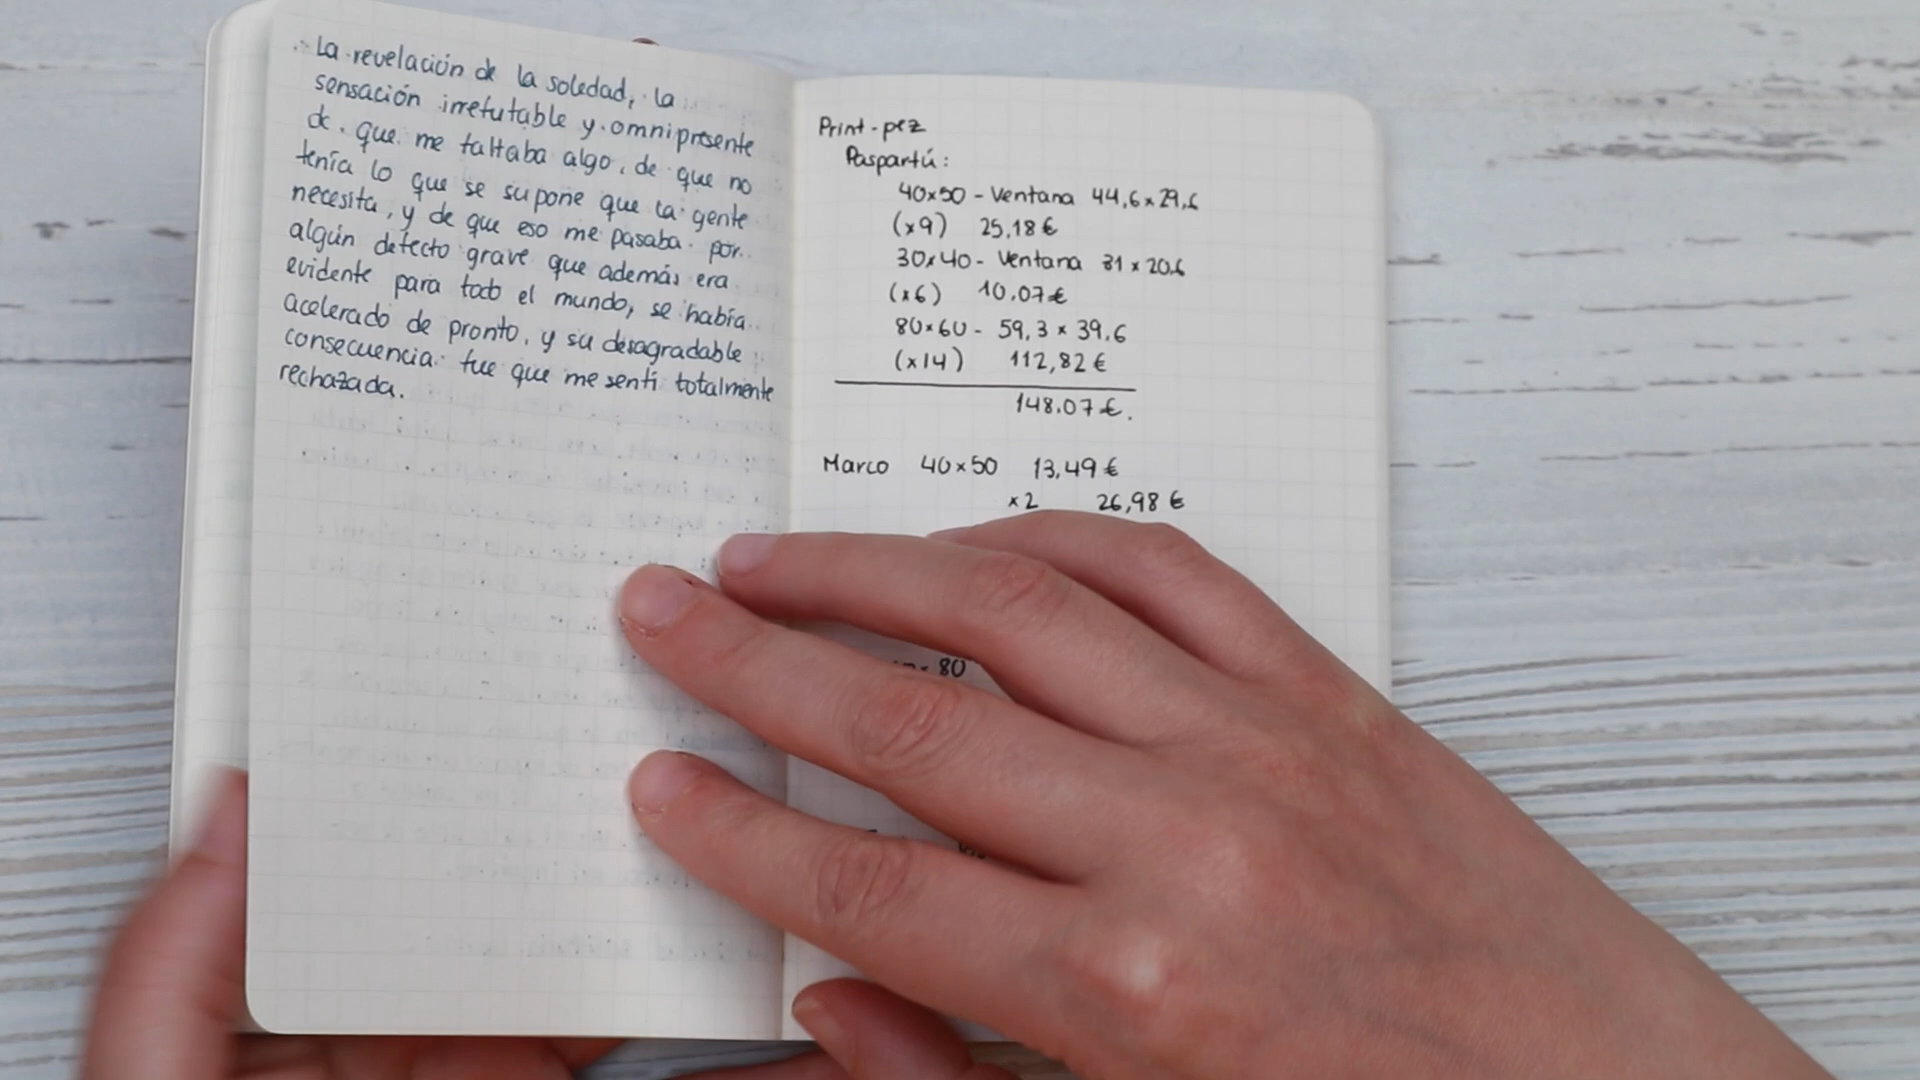 La revelación de la soledad, la
sensación irrefutable y omnipresente
de que me faltaba algo, de que no
tenía lo que se supone que la gente
necesita, y de que eso me pasaba por
algún defecto grave que además era
evidente para todo el mundo, se había
acelerado de pronto, y su desagradable
consecuencia fue que me sentí totalmente
rechazada.
Print-pez
Paspartú:
40x50 - Ventana 44,6x29,6
(x9) 25,18€
30x40 - Ventana 31 x 20,6
(x6) 10,07€
80x60 - 59,3 x 39,6
(x14) 112,82€
148,07€.
Marco 40x50 13,49€
x2 26,98€
80